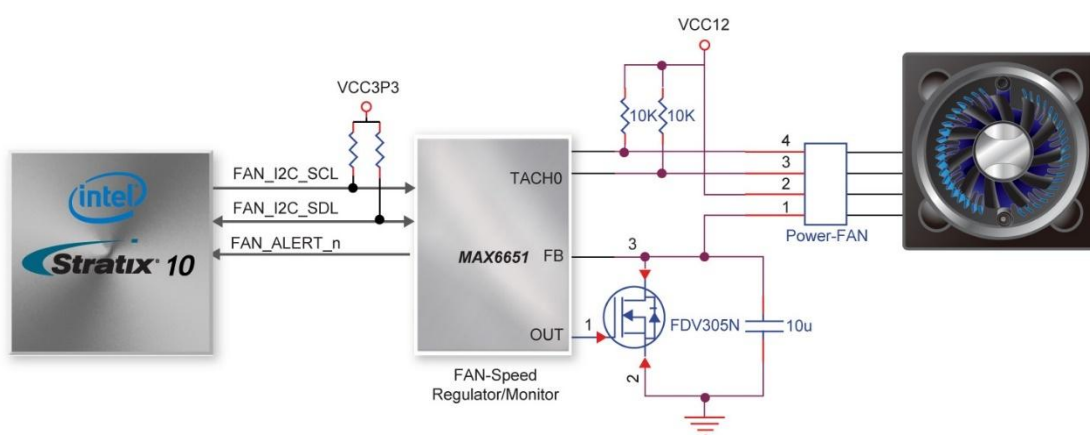 VCC12
VCC3P3
10K
10K
4
3
2
1
Power-FAN
FAN_I2C_SCL
FAN_I2C_SDL
FAN_ALERT_n
intel
Stratix 10
TACH0
MAX6651
FB
OUT
3
1
2
FDV305N
10u
FAN-Speed
Regulator/Monitor